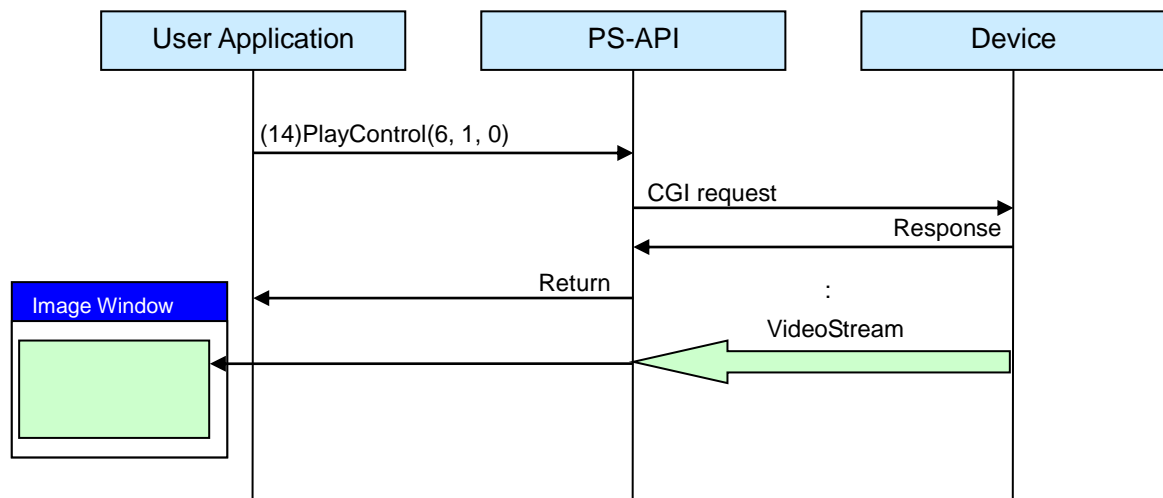 User Application
PS-API
Device
(14)PlayControl(6, 1, 0)
CGI request
Response
Return
:
Image Window
VideoStream